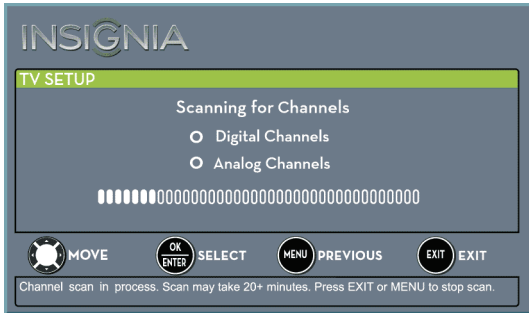 INSIGNIA
TV SETUP
Scanning for Channels
Digital Channels
Analog Channels
MOVE OK ENTER SELECT MENU PREVIOUS EXIT EXIT
Channel scan in process. Scan may take 20+ minutes. Press EXIT or MENU to stop scan.